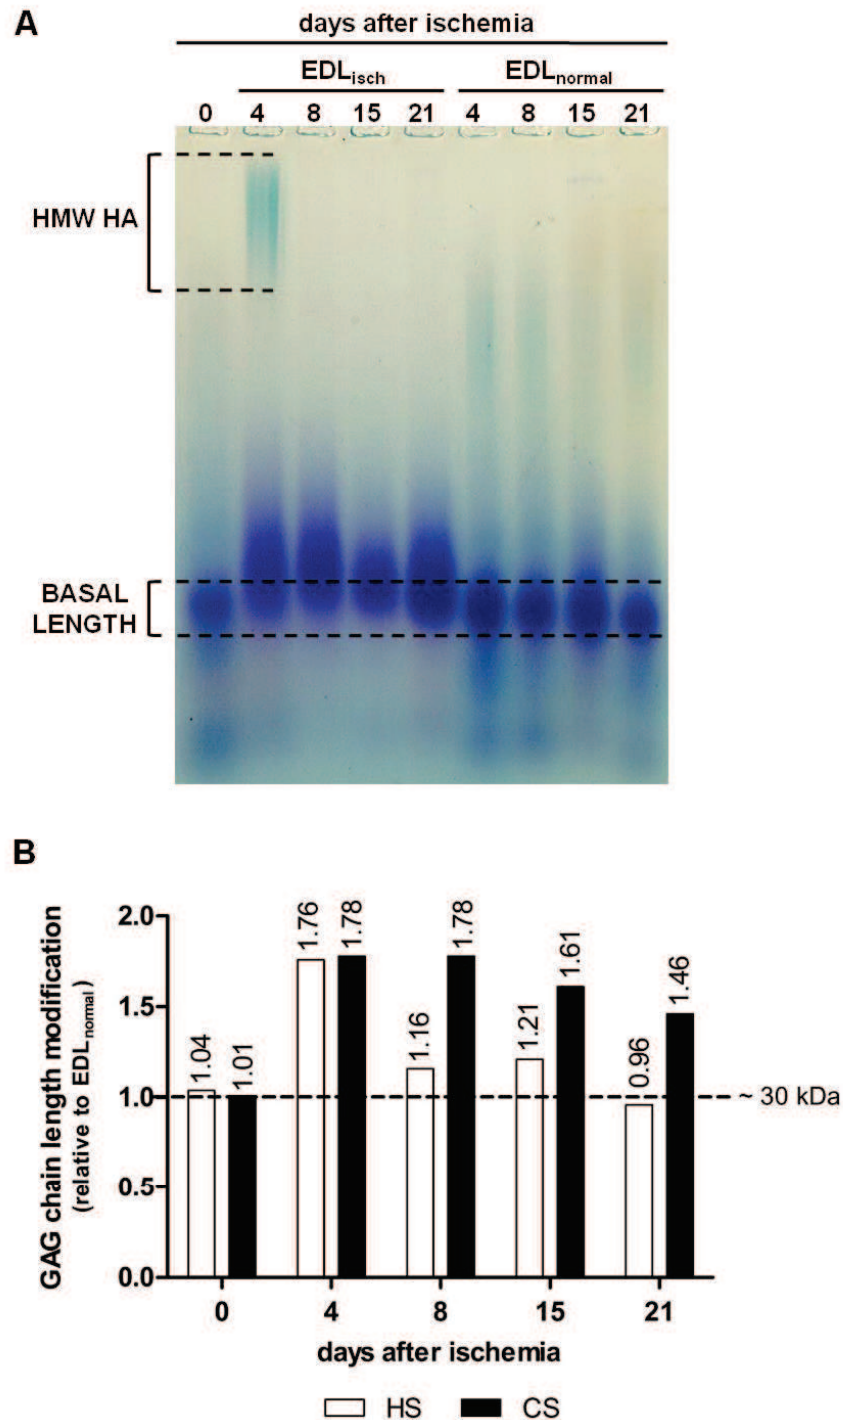 A
days after ischemia
EDLisch EDLnormal
0 4 8 15 21 4 8 15 21
HMW HA
BASAL
LENGTH
B
GAG chain length modification
(relative to EDLnormal)
2.0
1.5
1.0
0.5
0.0
1.04 1.01 1.76 1.78 1.16 1.78 1.21 1.61 0.96 1.46
~ 30 kDa
0 4 8 15 21
days after ischemia
HS CS